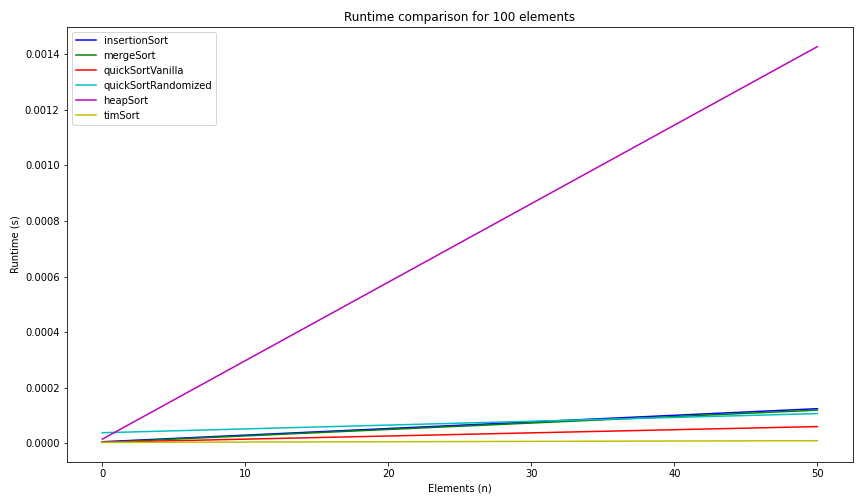 Runtime comparison for 100 elements
insertionSort
mergeSort
quickSortVanilla
quickSortRandomized
heapSort
timSort
0.0014
0.0012
0.0010
0.0008
0.0006
0.0004
0.0002
0.0000
Runtime (s)
0 10 20 30 40 50
Elements (n)